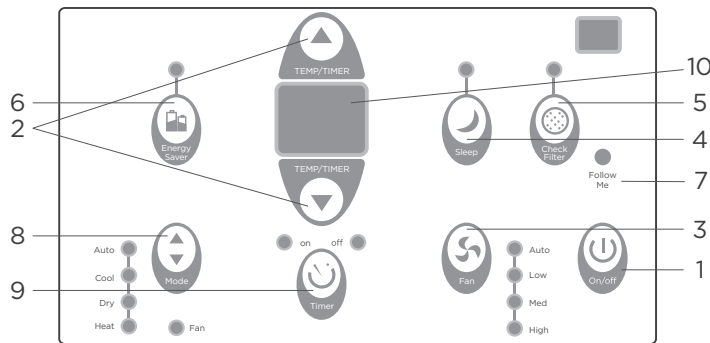 TEMP/TIMER
10
6
5
2
Energy
Saver
Sleep
Check
Filter
4
TEMP/TIMER
Follow
Me
7
8
on
off
3
Auto
Auto
Cool
Mode
Fan
Low
On/off
1
9
Dry
Timer
Med
Heat
Fan
High